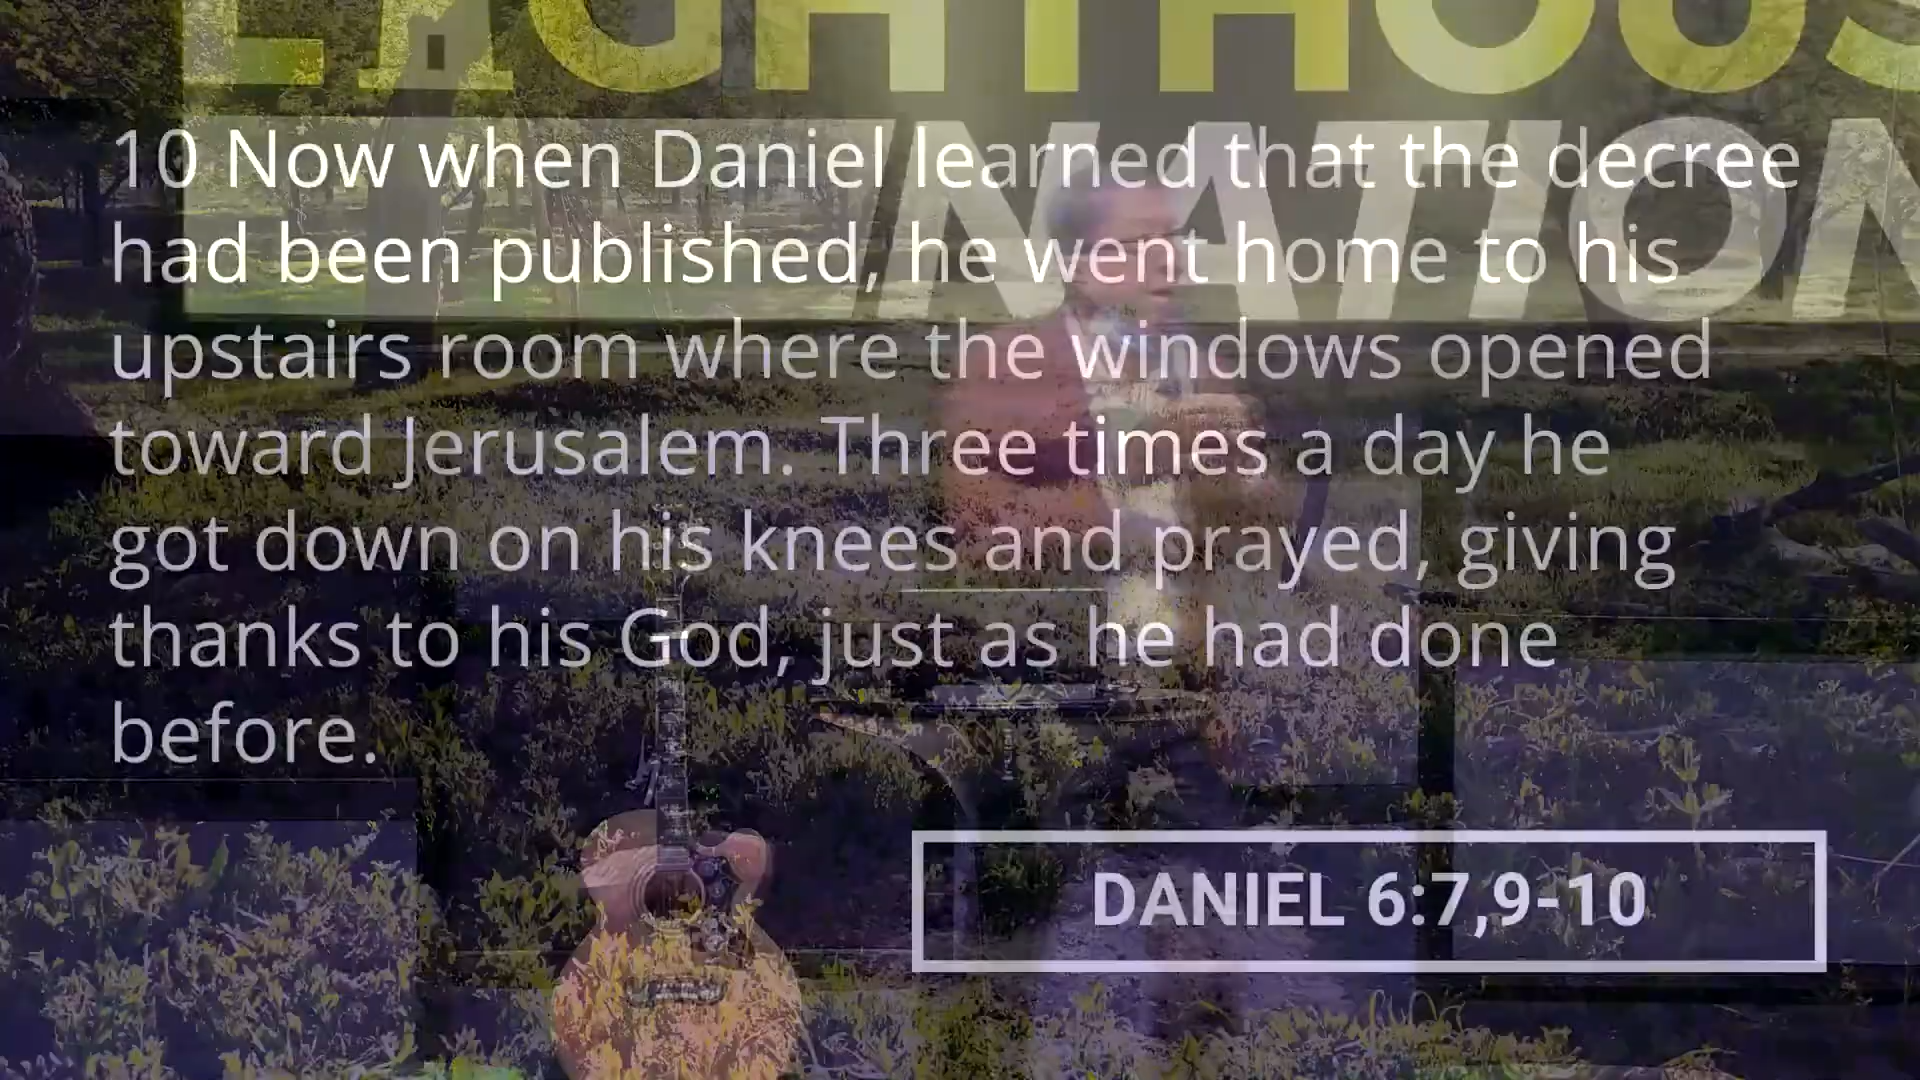 LIGHTHOUS
NATION
10 Now when Daniel learned that the decree
had been published, he went home to his
upstairs room where the windows opened
toward Jerusalem. Three times a day he
got down on his knees and prayed, giving
thanks to his God, just as he had done
before.
DANIEL 6:7,9-10